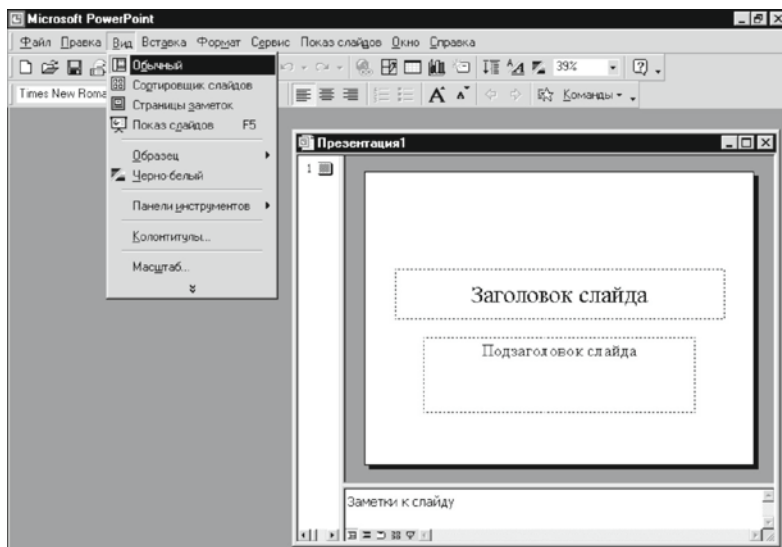 Microsoft PowerPoint
Файл Правка Вид Вставка Формат Сервис Показ слайдов Окно Справка
39%
Times New Roma
Команды
Обычный
Сортировщик слайдов
Страницы заметок
Показ слайдов F5
Образец
Черно-белый
Панели инструментов
Колонтитулы...
Масштаб...
Презентация1
1
Заголовок слайда
Подзаголовок слайда
Заметки к слайду